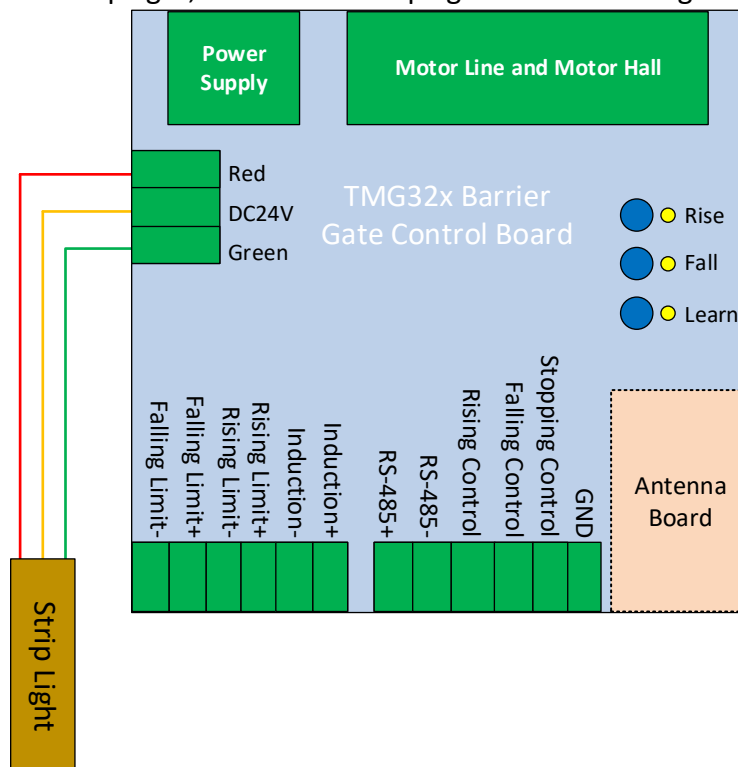 Power
Supply
Motor Line and Motor Hall
Red
DC24V
Green
TMG32x Barrier
Gate Control Board
Rise
Fall
Learn
Falling Limit-
Falling Limit+
Rising Limit-
Rising Limit+
Induction-
Induction+
RS-485+
RS-485-
Rising Control
Falling Control
Stopping Control
GND
Antenna
Board
Strip Light